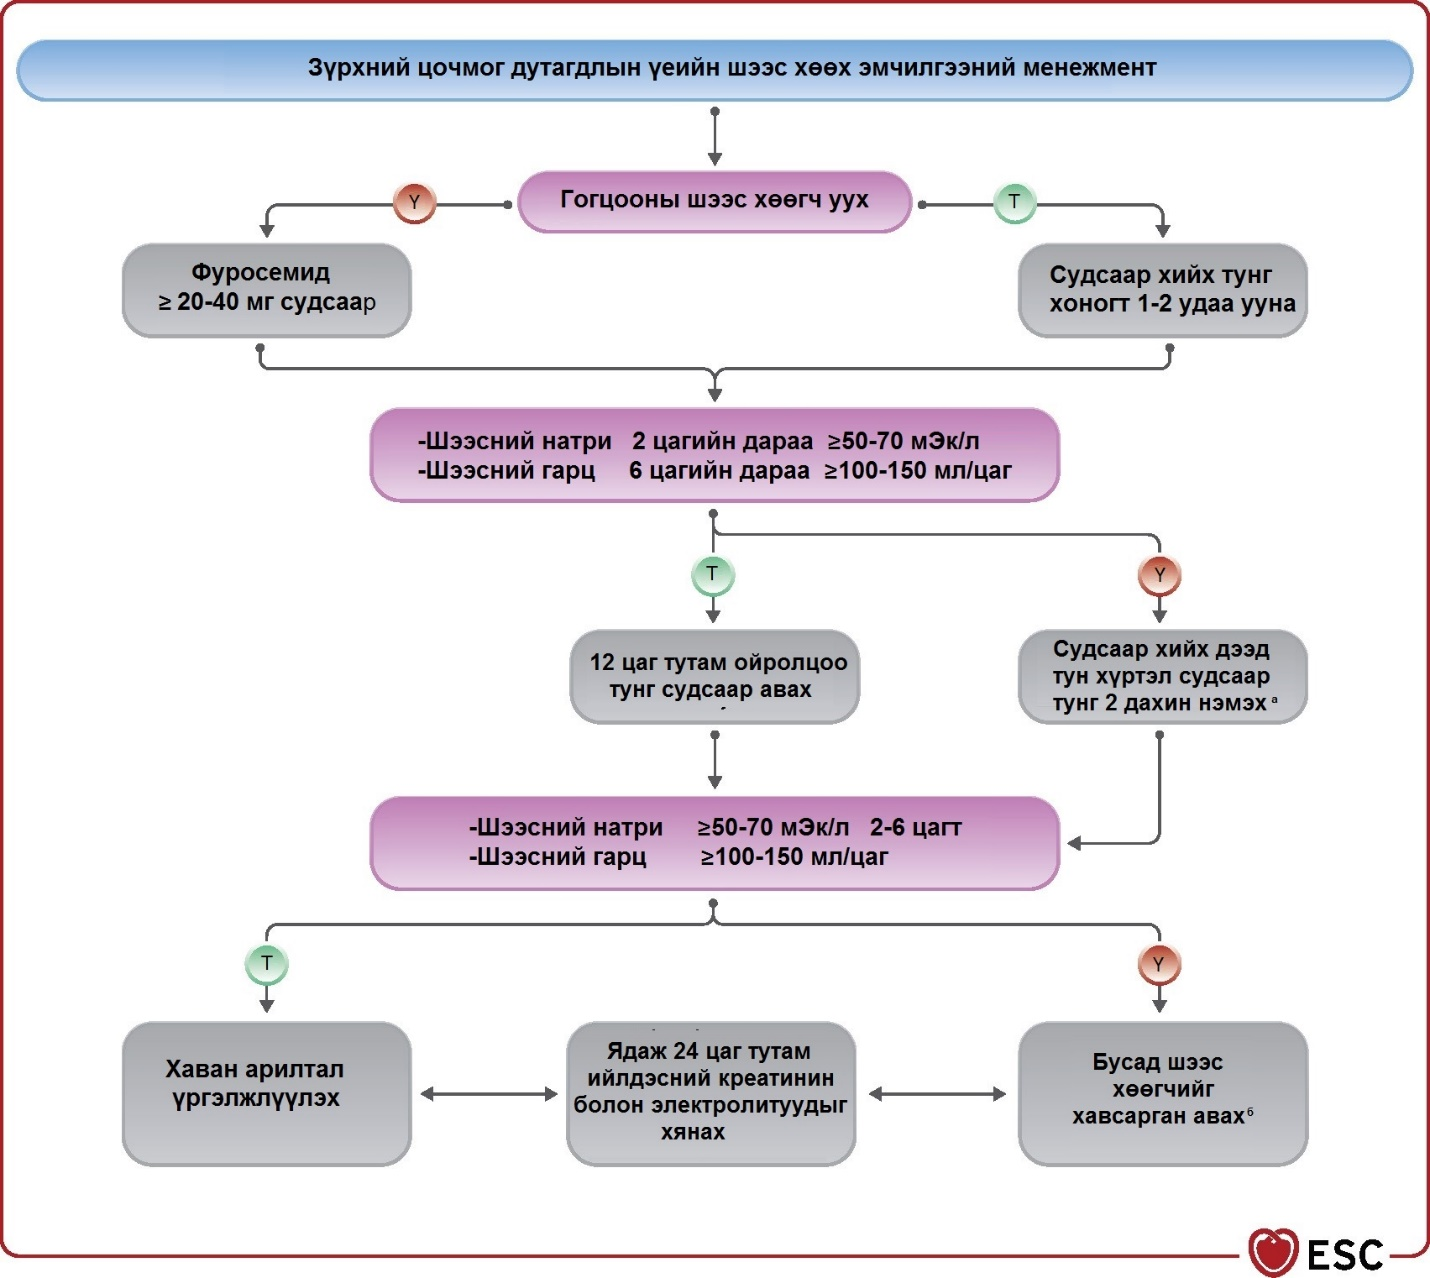 Зүрхний цочмог дутагдлын үеийн шээс хөөх эмчилгээний менежмент
Ү
Гогцооны шээс хөөгч уух
Т
Фуросемид
≥ 20-40 мг судсаар
Судсаар хийх тунг
хоногт 1-2 удаа ууна
-Шээсний натри 2 цагийн дараа ≥50-70 мЭк/л
-Шээсний гарц 6 цагийн дараа ≥100-150 мл/цаг
Т
Ү
12 цаг тутам ойролцоо
тунг судсаар авах
Судсаар хийх дээд
тун хүртэл судсаар
тунг 2 дахин нэмэх ª
-Шээсний натри ≥50-70 мЭк/л 2-6 цагт
-Шээсний гарц ≥100-150 мл/цаг
Т
Ү
Хаван арилтал
үргэлжлүүлэх
Ядаж 24 цаг тутам
ийлдэсний креатинин
болон электролитуудыг
хянах
Бусад шээс
хөөгчийг
хавсарган авах б
ESC